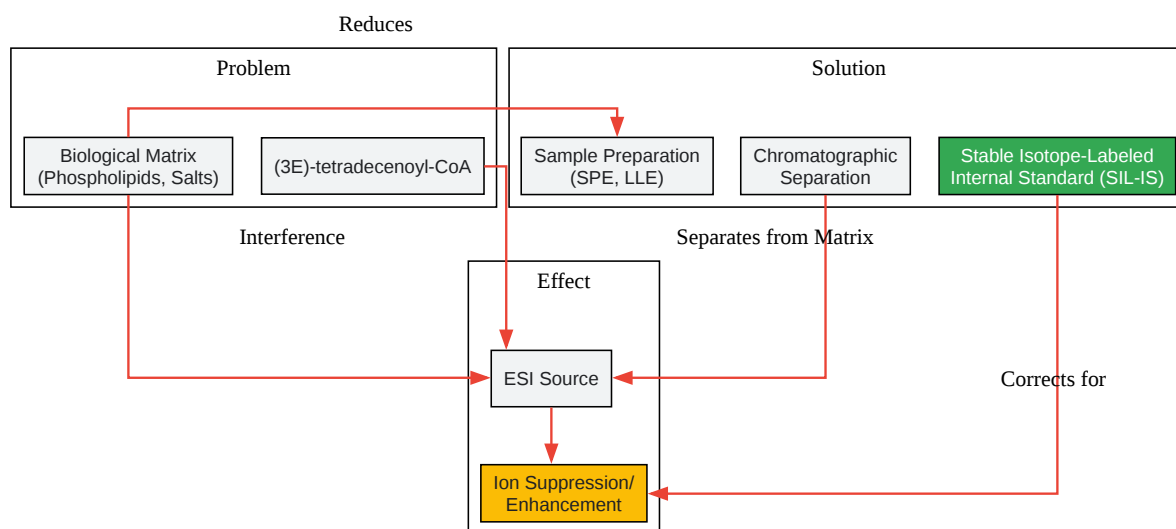 Reduces
Problem
Solution
Biological Matrix
(Phospholipids, Salts)
(3E)-tetradecenoyl-CoA
Sample Preparation
(SPE, LLE)
Chromatographic
Separation
Stable Isotope-Labeled
Internal Standard (SIL-IS)
Interference
Separates from Matrix
Effect
ESI Source
Corrects for
Ion Suppression/
Enhancement